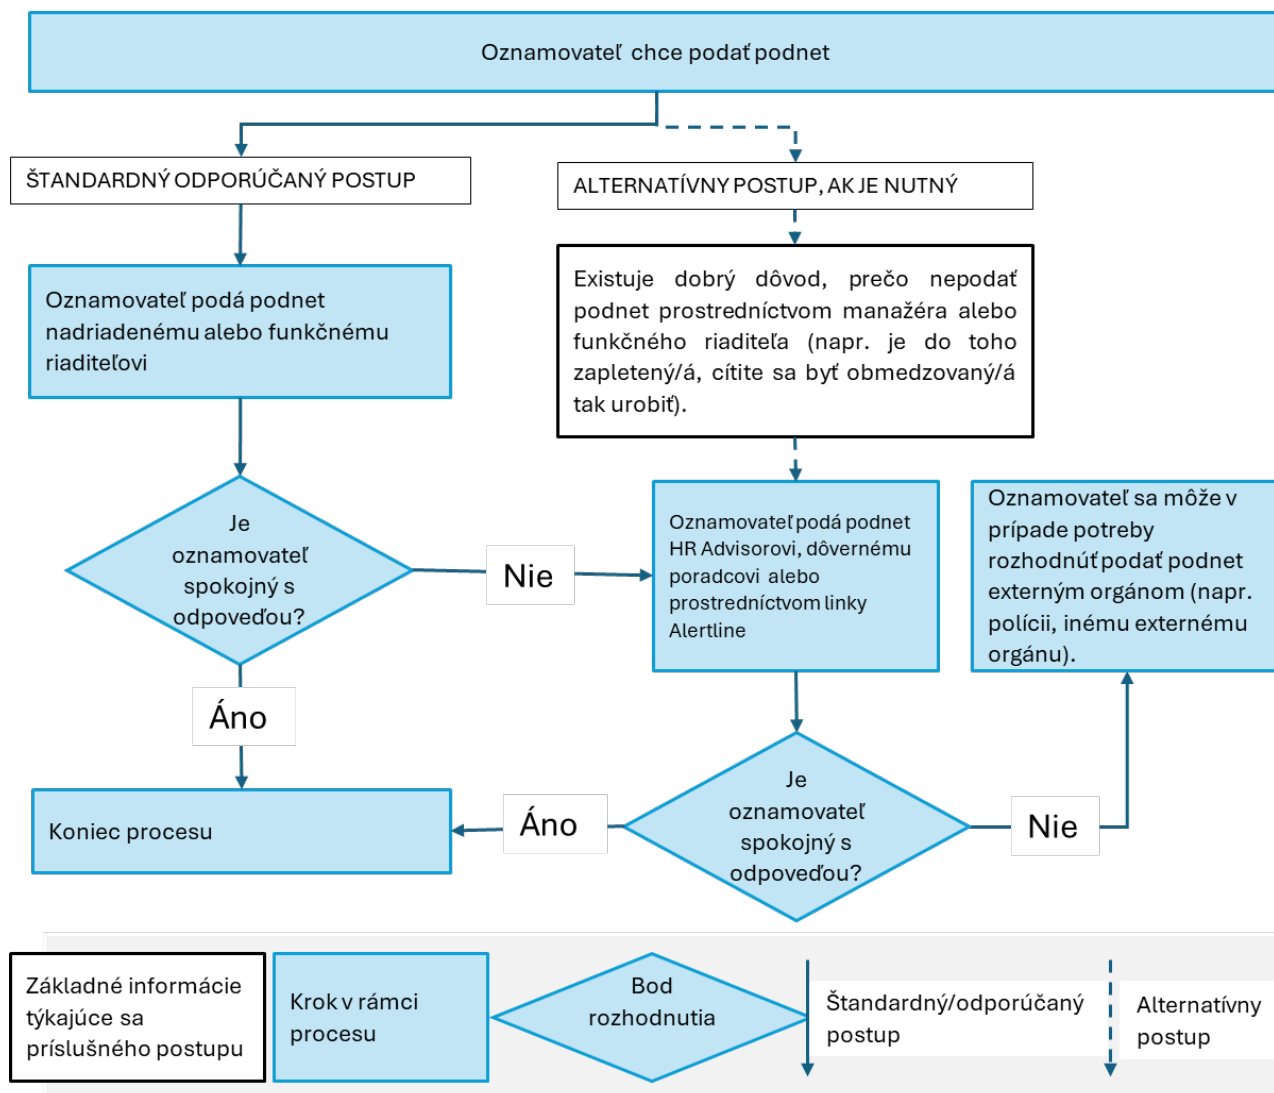 Oznamovateľ chce podať podnet
ŠTANDARDNÝ ODPORÚČANÝ POSTUP
ALTERNATÍVNY POSTUP, AK JE NUTNÝ
Oznamovateľ podá podnet
nadriadenému alebo funkčnému
riaditeľovi
Existuje dobrý dôvod, prečo nepodať
podnet prostredníctvom manažéra alebo
funkčného riaditeľa (napr. je do toho
zapletený/á, cítite sa byť obmedzovaný/á
tak urobiť).
Je
oznamovateľ
spokojný s
odpoveďou?
Nie
Oznamovateľ podá podnet
HR Advisorovi, dôvernému
poradcovi alebo
prostredníctvom linky
Alertline
Oznamovateľ sa môže v
prípade potreby
rozhodnúť podať podnet
externým orgánom (napr.
polícii, inému externému
orgánu).
Áno
Koniec procesu
Áno
Je
oznamovateľ
spokojný s
odpoveďou?
Nie
Základné informácie
týkajúce sa
príslušného postupu
Krok v rámci
procesu
Bod
rozhodnutia
Štandardný/odporúčaný
postup
Alternatívny
postup